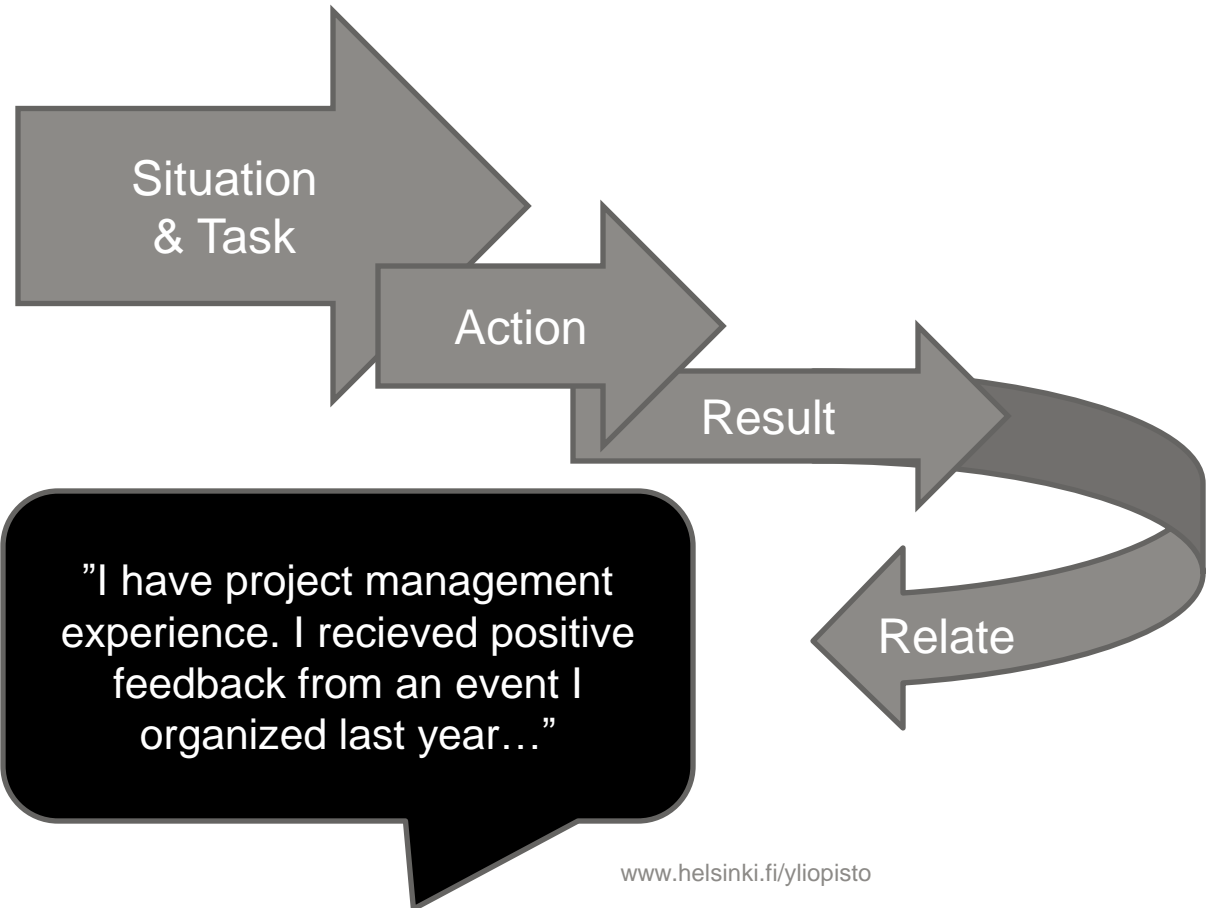 Situation
& Task
Action
Result
Relate
”I have project management
experience. I recieved positive
feedback from an event I
organized last year…”
www.helsinki.fi/yliopisto